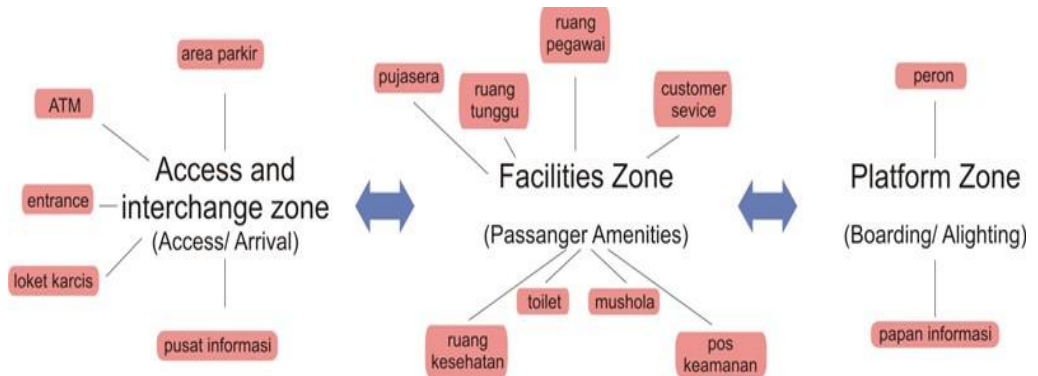 area parkir
ATM
entrance
loket karcis
pusat informasi
Access and
interchange zone
(Access/ Arrival)
pujasera
ruang
tunggu
ruang
pegawai
customer
sevice
Facilities Zone
(Passanger Amenities)
ruang
kesehatan
toilet
mushola
pos
keamanan
peron
Platform Zone
(Boarding/ Alighting)
papan informasi